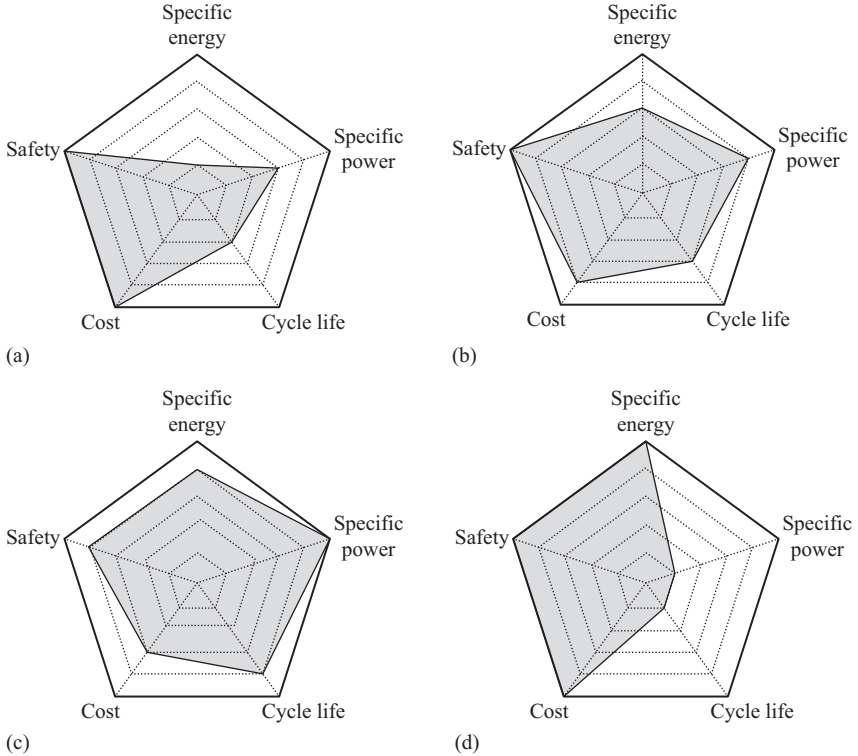 Specific
energy
Safety
Specific
power
Cost
Cycle life
(a)
Specific
energy
Safety
Specific
power
Cost
Cycle life
(b)
Specific
energy
Safety
Specific
power
Cost
Cycle life
(c)
Specific
energy
Safety
Specific
power
Cost
Cycle life
(d)